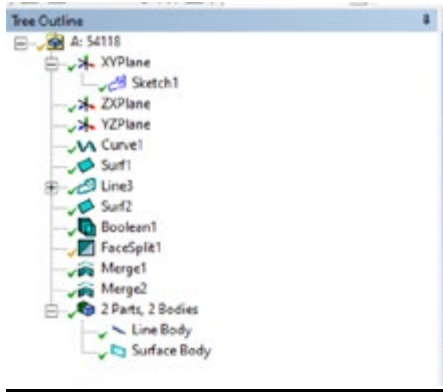 Tree Outline
A: 54118
XYPlane
Sketch1
ZXPlane
YZPlane
Curve1
Surf1
Line3
Surf2
Boolean1
FaceSplit1
Merge1
Merge2
2 Parts, 2 Bodies
Line Body
Surface Body